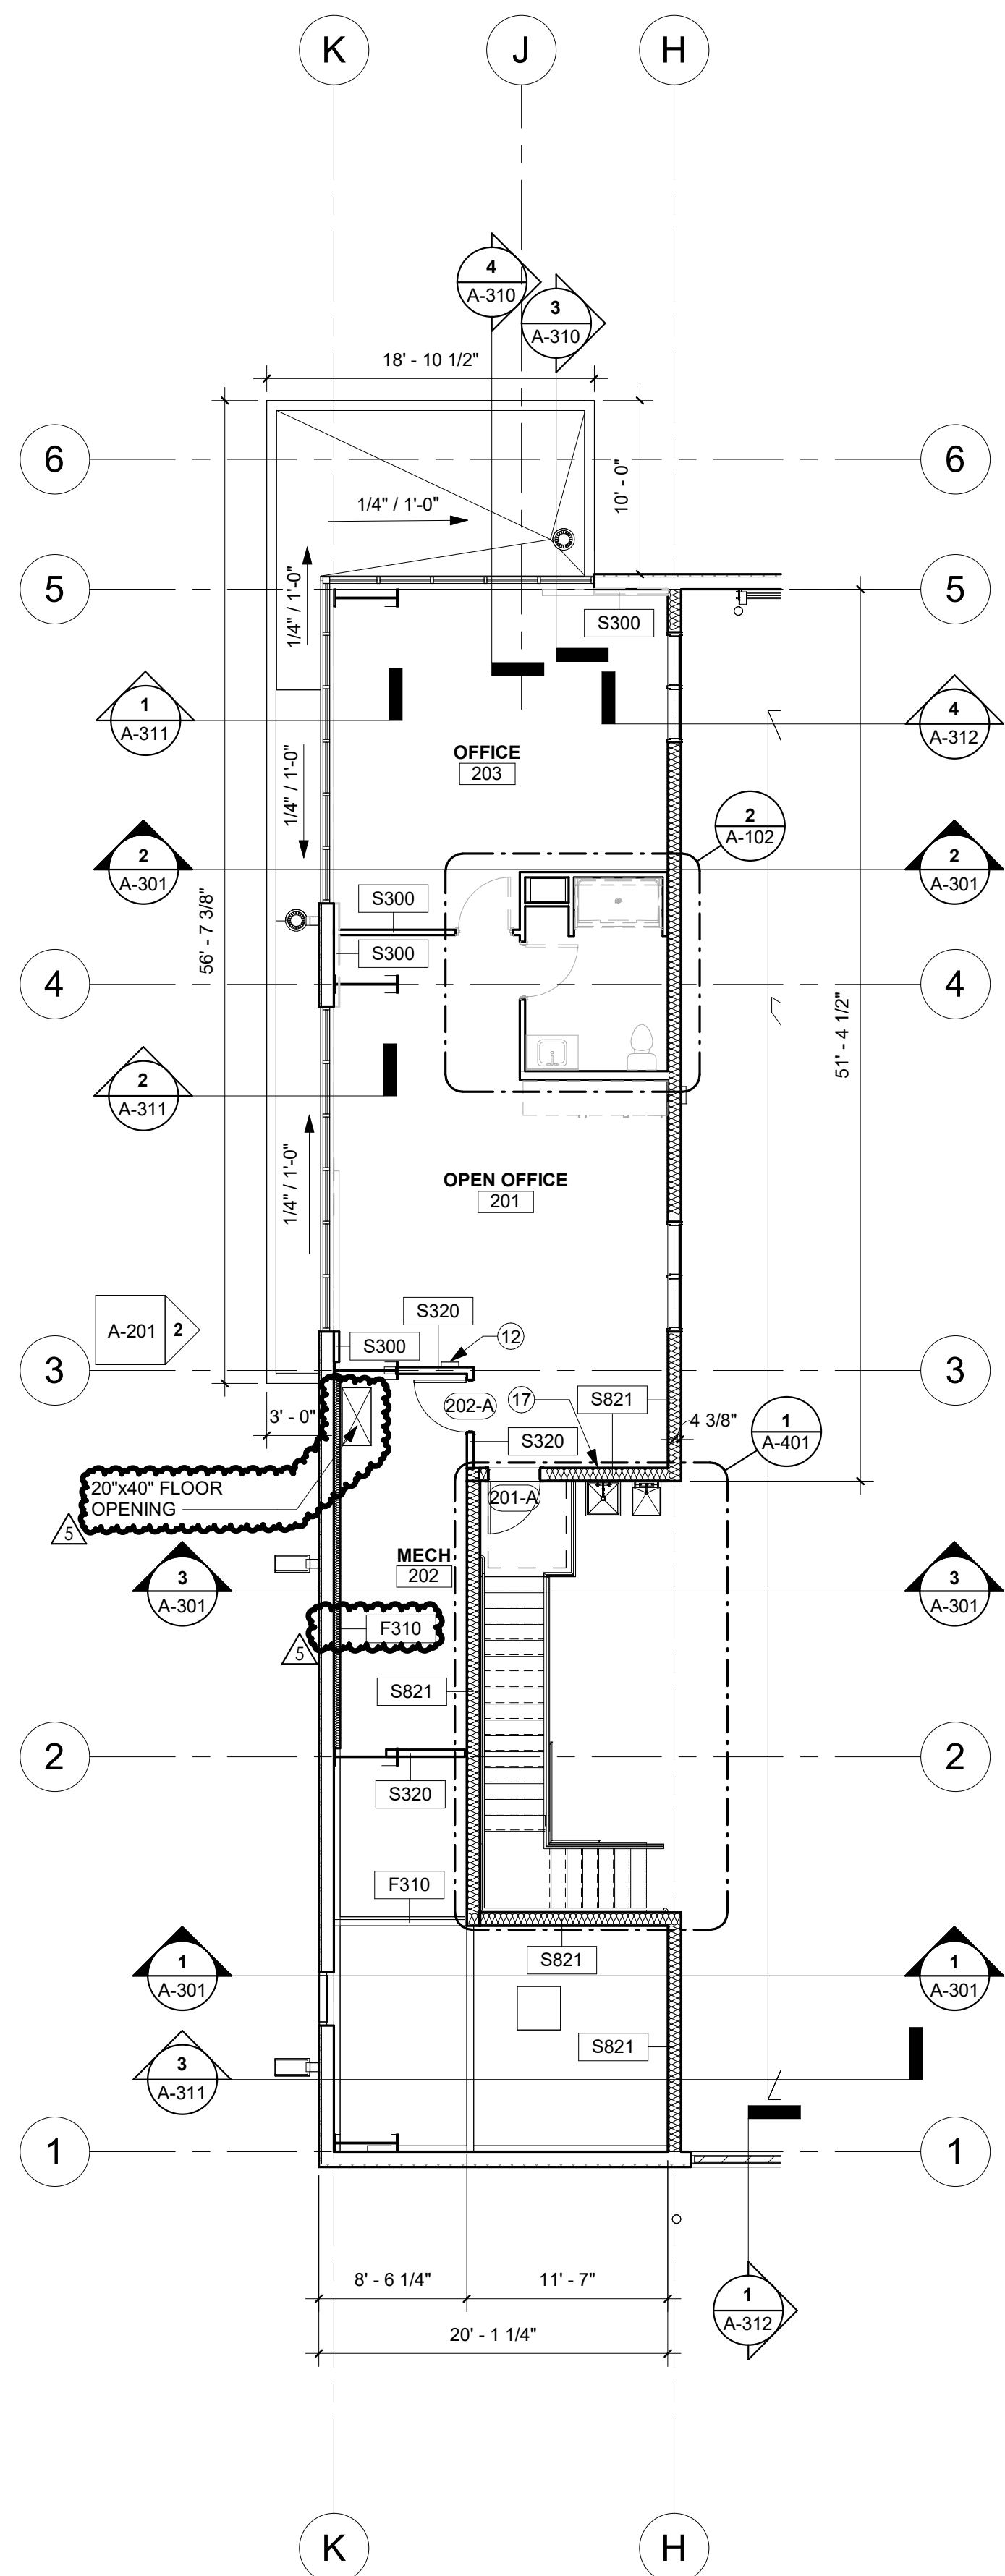 K
J
H
4
A-310
3
A-310
18' - 10 1/2"
6
6
10' - 0"
1/4" / 1'-0"
5
5
1/4" / 1'-0"
S300
1
A-311
4
A-312
OFFICE
203
1/4" / 1'-0"
2
A-102
2
A-301
2
A-301
S300
56' - 7 3/8"
S300
4
4
51' - 4 1/2"
2
A-311
1/4" / 1'-0"
OPEN OFFICE
201
A-201
2
S320
12
S300
3
3
202-A
17
S821
3' - 0"
4 3/8"
1
A-401
S320
20"x40" FLOOR
OPENING
201-A
5
MECH
202
3
A-301
3
A-301
F310
5
S821
2
2
S320
F310
S821
1
A-301
1
A-301
S821
3
A-311
1
1
8' - 6 1/4"
11' - 7"
1
A-312
20' - 1 1/4"
K
H